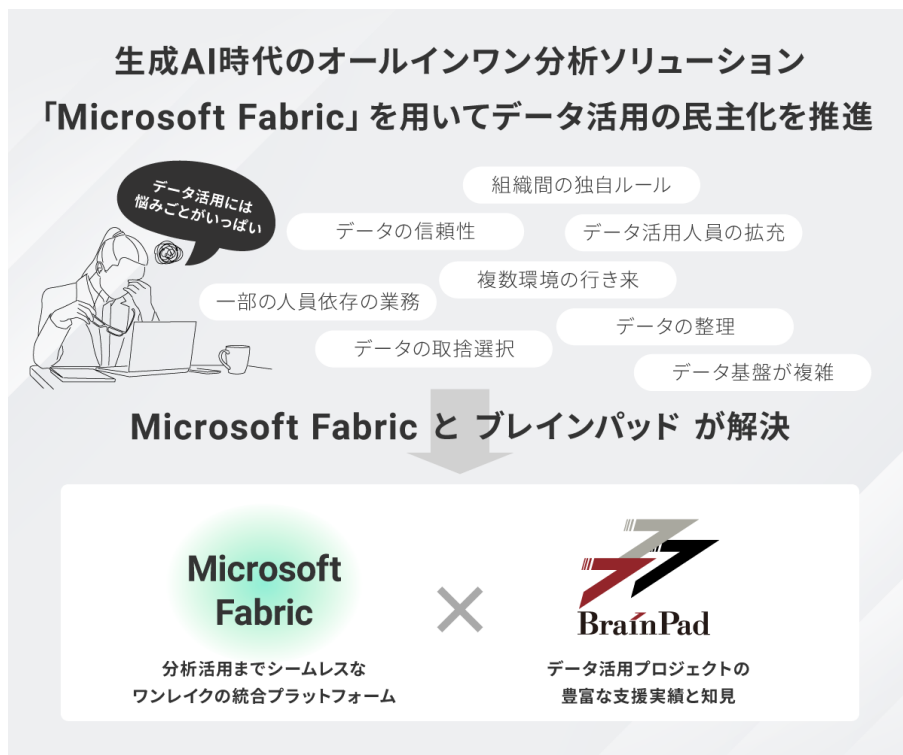 生成AI時代のオールインワン分析ソリューション
「Microsoft Fabric」を用いてデータ活用の民主化を推進
データ活用には
悩みごとがいっぱい
組織間の独自ルール
データの信頼性
データ活用人員の拡充
複数環境の行き来
一部の人員依存の業務
データの整理
データの取捨選択
データ基盤が複雑
Microsoft Fabric と ブレインパッド が解決
Microsoft
Fabric
×
BrainPad
分析活用までシームレスな
ワンレイクの統合プラットフォーム
データ活用プロジェクトの
豊富な支援実績と知見